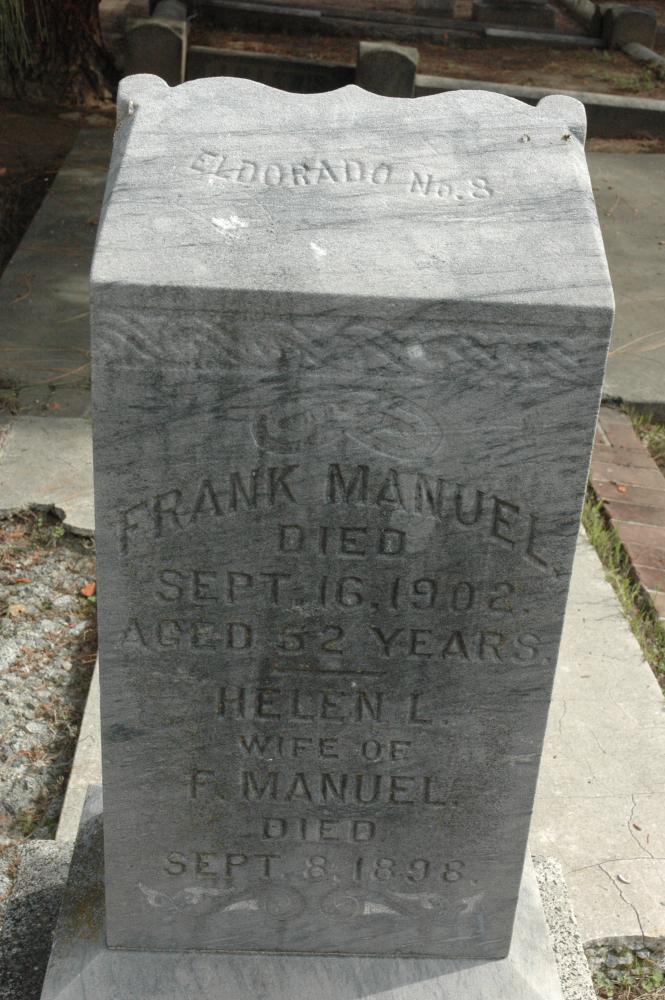 ELDORADO No. 8
FRANK MANUEL.
DIED
SEPT. 16, 1902.
AGED 52 YEARS.
HELEN L.
WIFE OF
F. MANUEL.
DIED
SEPT 8, 1898.